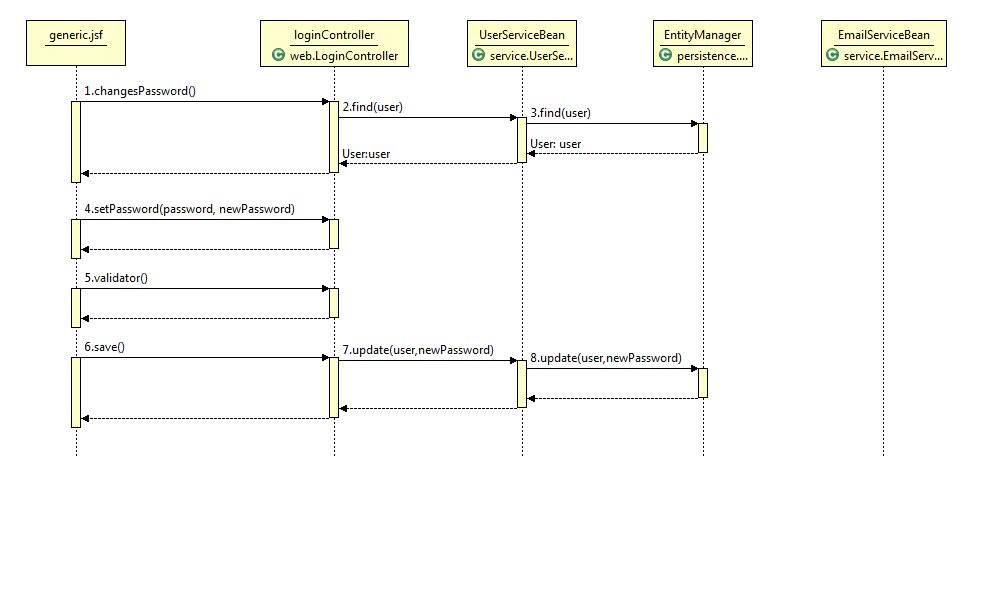 generic.jsf
loginController
web.LoginController
UserServiceBean
service.UserSe...
EntityManager
persistence....
EmailServiceBean
service.EmailServ...
1.changesPassword()
2.find(user)
3.find(user)
User: user
User:user
4.setPassword(password, newPassword)
5.validator()
6.save()
7.update(user,newPassword)
8.update(user,newPassword)